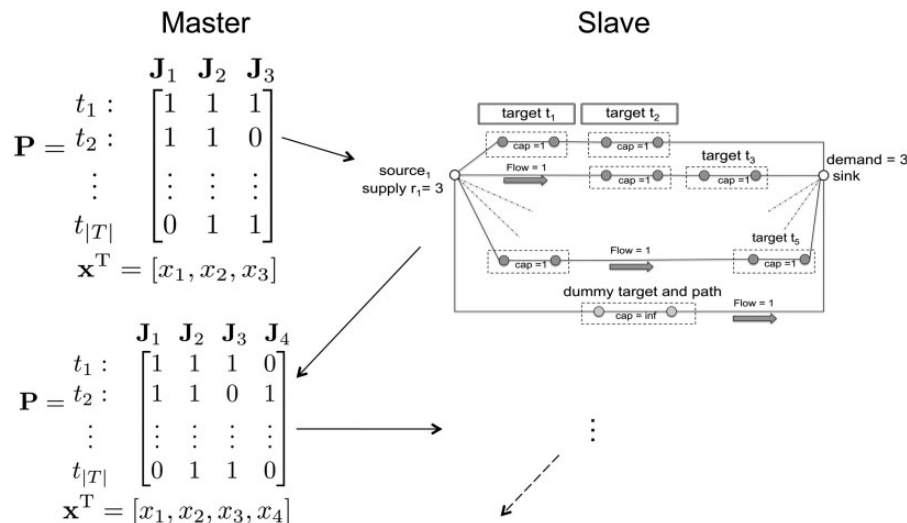 Master
Slave
J₁ J₂ J₃
t₁ : 1 1 1
P = t₂ : 1 1 0
⋮ ⋮ ⋮ ⋮
t|T| 0 1 1
xᵀ = [x₁, x₂, x₃]
target t₁ target t₂
cap =1 cap =1
target t₃
source₁
supply r₁= 3
Flow = 1
cap =1 cap =1
demand = 3
sink
target t₅
cap =1
Flow = 1
cap =1
dummy target and path
cap = inf
Flow = 1
J₁ J₂ J₃ J₄
t₁ : 1 1 1 0
P = t₂ : 1 1 0 1
⋮ ⋮ ⋮ ⋮ ⋮
t|T| 0 1 1 0
xᵀ = [x₁, x₂, x₃, x₄]
⋮